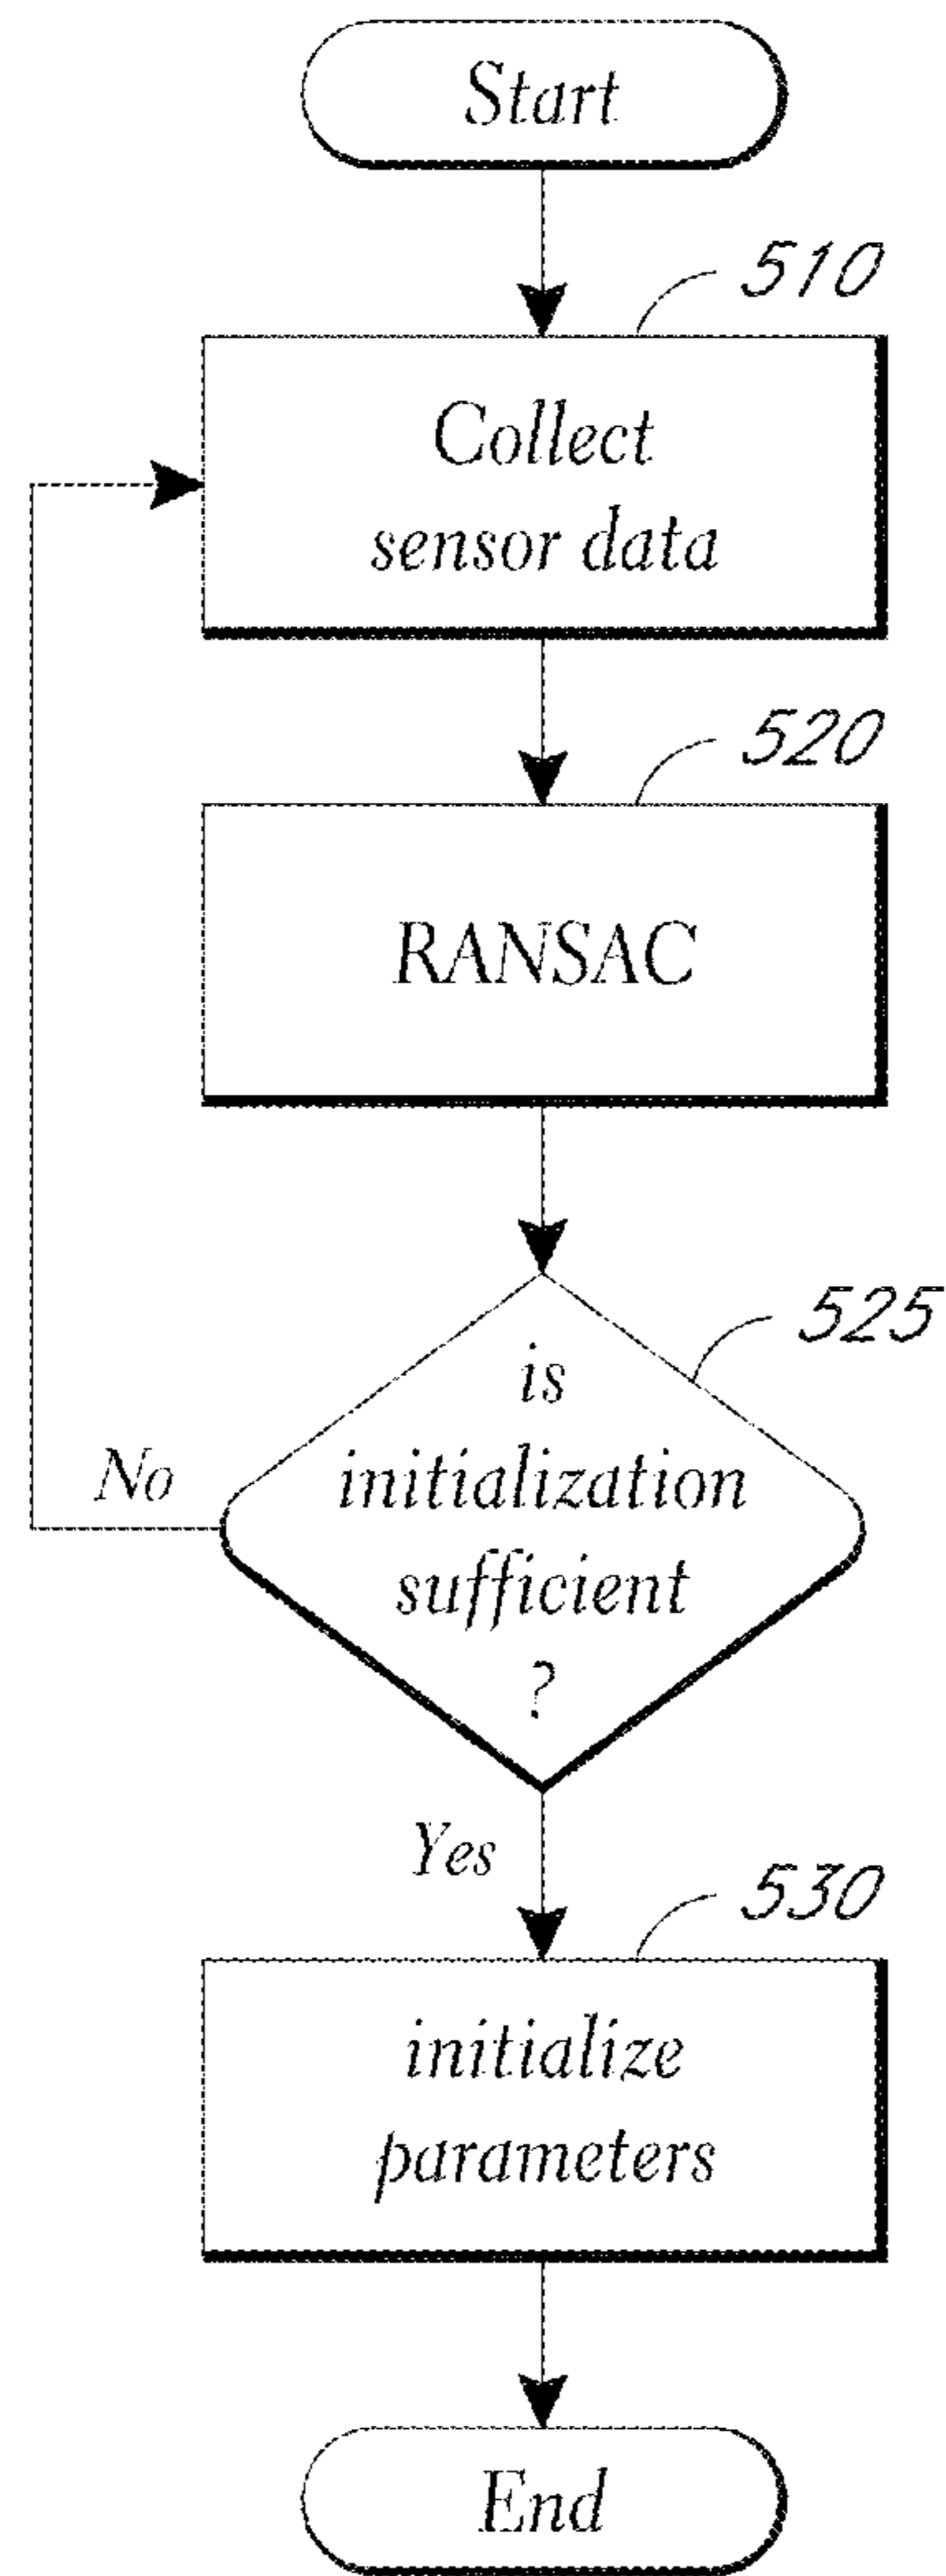 Start
510
Collect
sensor data
520
RANSAC
525
is
initialization
sufficient
?
No
Yes
530
initialize
parameters
End